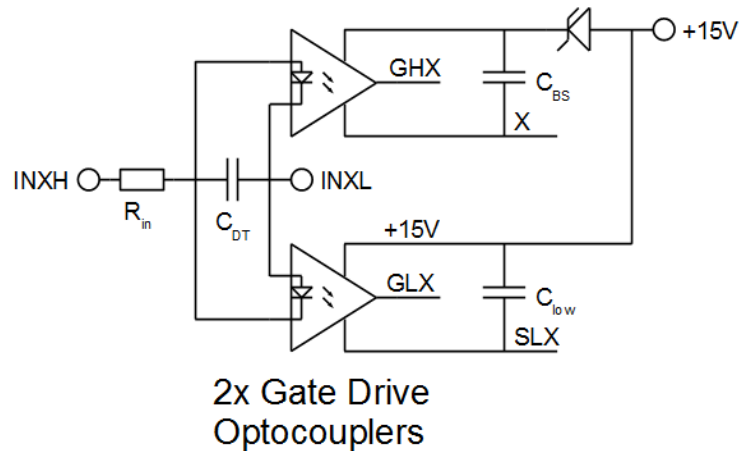 +15V
GHX
C_BS
X
INXH
R_in
C_DT
INXL
+15V
GLX
C_low
SLX
2x Gate Drive
Optocouplers